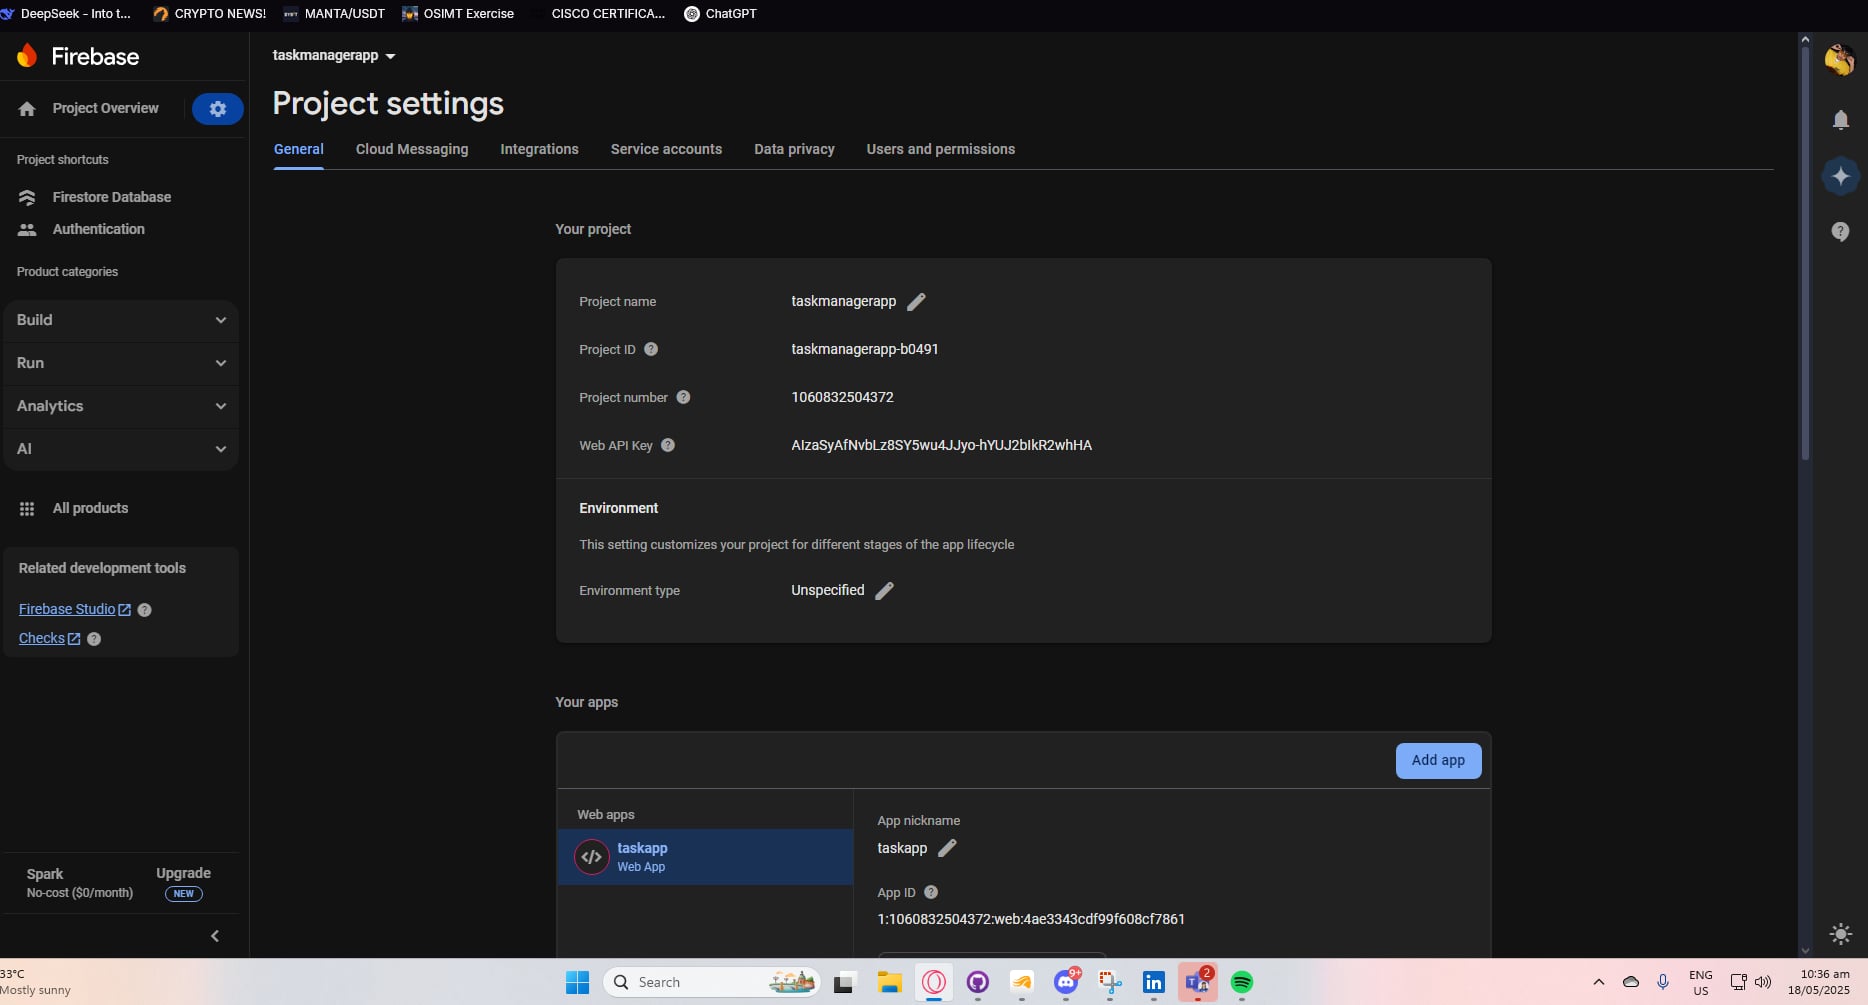 DeepSeek - Into t...
CRYPTO NEWS!
MANTA/USDT
OSIMT Exercise
CISCO CERTIFICA...
ChatGPT
Firebase
taskmanagerapp
Project Overview
Project settings
General
Cloud Messaging
Integrations
Service accounts
Data privacy
Users and permissions
Project shortcuts
Firestore Database
Authentication
Product categories
Build
Run
Analytics
AI
All products
Related development tools
Firebase Studio
Checks
Spark
No-cost ($0/month)
Upgrade
NEW
Your project
Project name
taskmanagerapp
Project ID
taskmanagerapp-b0491
Project number
1060832504372
Web API Key
AIzaSyAfNvbLz8SY5wu4JJyo-hYUJ2bIkR2whHA
Environment
This setting customizes your project for different stages of the app lifecycle
Environment type
Unspecified
Your apps
Add app
Web apps
taskapp
Web App
App nickname
taskapp
App ID
1:1060832504372:web:4ae3343cdf99f608cf7861
33°C
Mostly sunny
Search
9+
2
ENG
US
10:36 am
18/05/2025